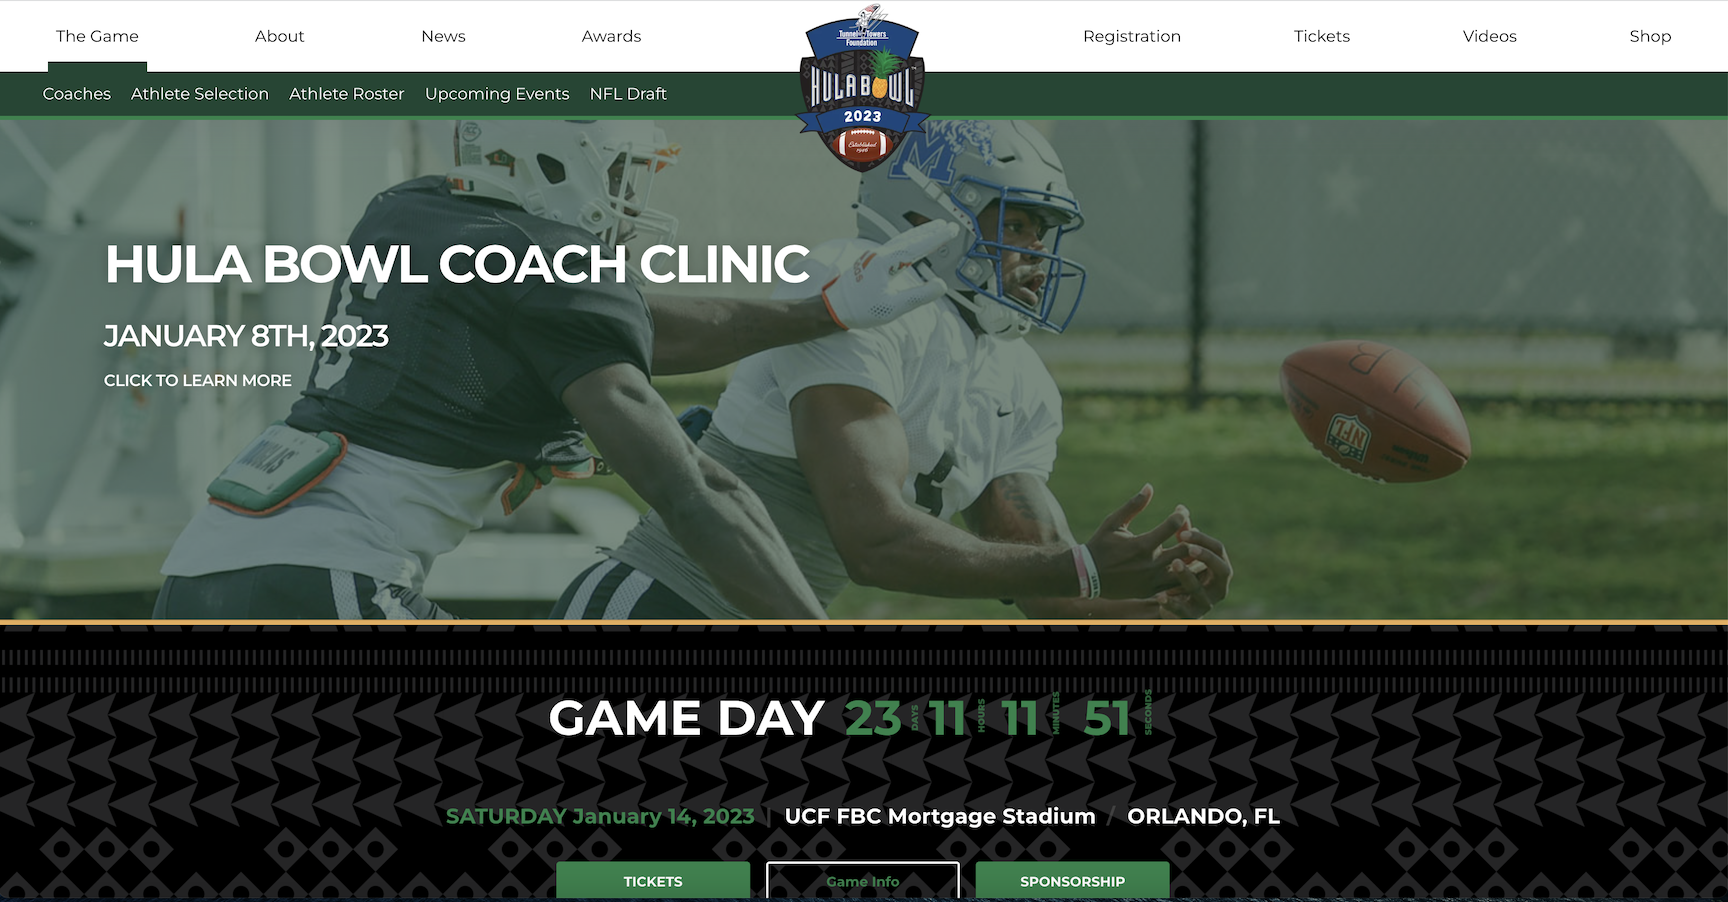 The Game
About
News
Awards
Registration
Tickets
Videos
Shop
Tunnel to Towers
Foundation
HULA BOWL
2023
Established
1946
Coaches
Athlete Selection
Athlete Roster
Upcoming Events
NFL Draft
HULA BOWL COACH CLINIC
JANUARY 8TH, 2023
CLICK TO LEARN MORE
M
NFL
GAME DAY 23 DAYS 11 HOURS 11 MINUTES 51 SECONDS
SATURDAY January 14, 2023 | UCF FBC Mortgage Stadium / ORLANDO, FL
TICKETS
Game Info
SPONSORSHIP